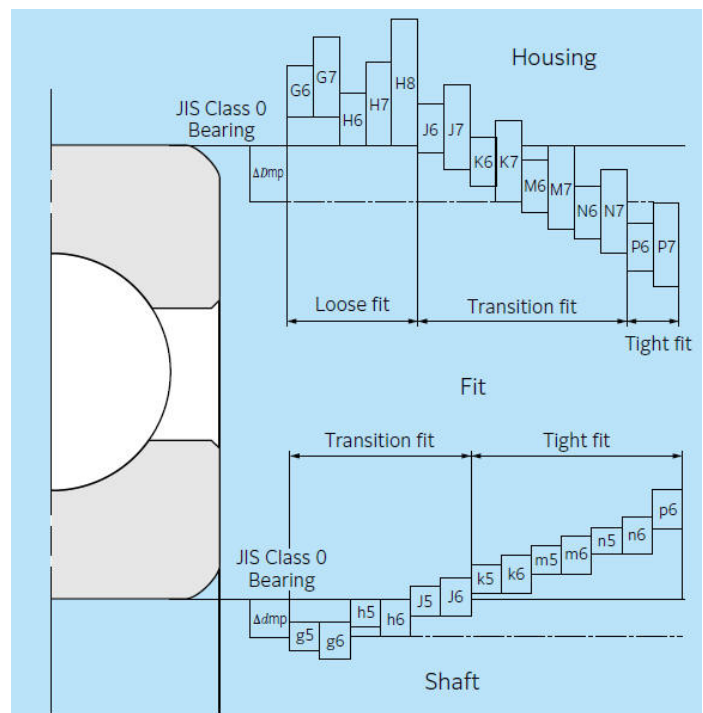 Housing
JIS Class 0
Bearing
ΔDmp
G6
G7
H6
H7
H8
J6
J7
K6
K7
M6
M7
N6
N7
P6
P7
Loose fit
Transition fit
Tight fit
Fit
Transition fit
Tight fit
JIS Class 0
Bearing
Δdmp
g5
g6
h5
h6
J5
J6
k5
k6
m5
m6
n5
n6
p6
Shaft